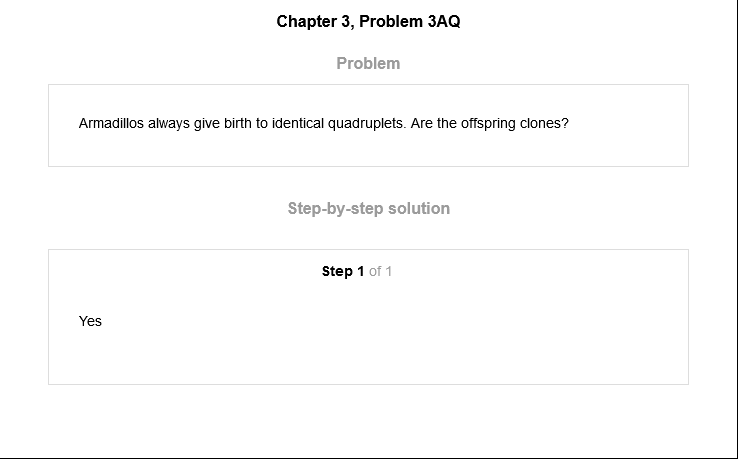 Chapter 3, Problem 3AQ
Problem
Armadillos always give birth to identical quadruplets. Are the offspring clones?
Step-by-step solution
Step 1 of 1
Yes